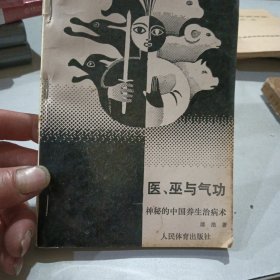 医、巫与气功
神秘的中国养生治病术
人民体育出版社